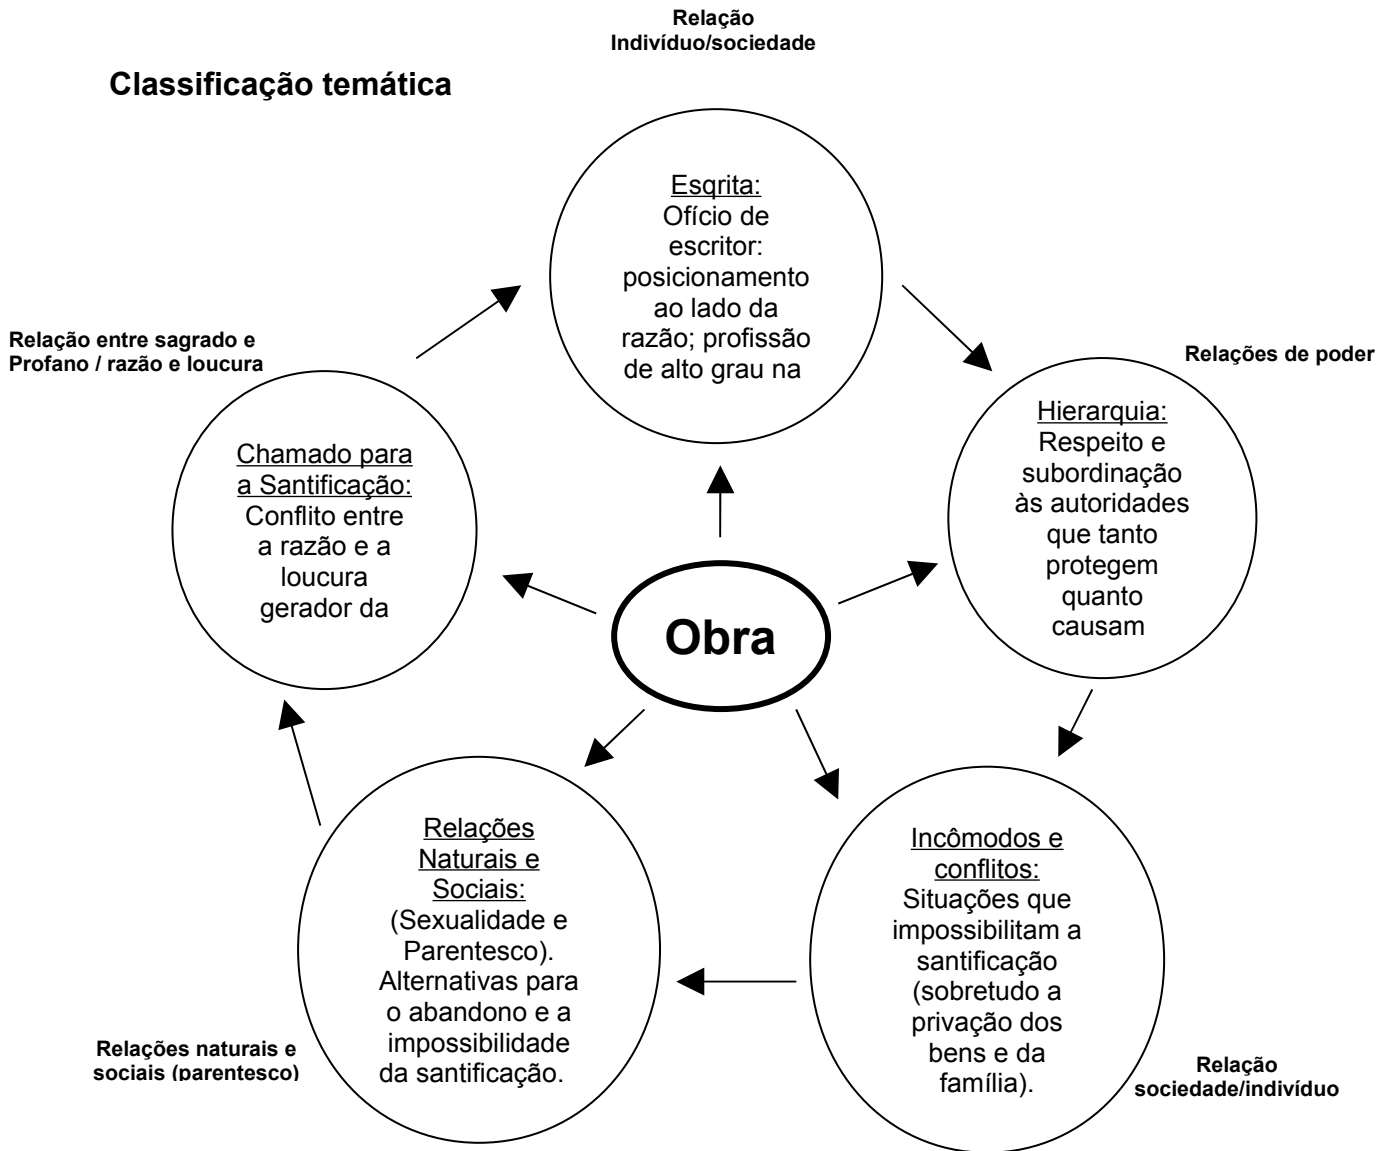 Relação
Indivíduo/sociedade
Classificação temática
Esqrita:
Ofício de
escritor:
posicionamento
ao lado da
razão; profissão
de alto grau na
Relação entre sagrado e
Profano / razão e loucura
Relações de poder
Hierarquia:
Respeito e
subordinação
às autoridades
que tanto
protegem
quanto
causam
Chamado para
a Santificação:
Conflito entre
a razão e a
loucura
gerador da
Obra
Relações
Naturais e
Sociais:
(Sexualidade e
Parentesco).
Alternativas para
o abandono e a
impossibilidade
da santificação.
Incômodos e
conflitos:
Situações que
impossibilitam a
santificação
(sobretudo a
privação dos
bens e da
família).
Relações naturais e
sociais (parentesco)
Relação
sociedade/indivíduo